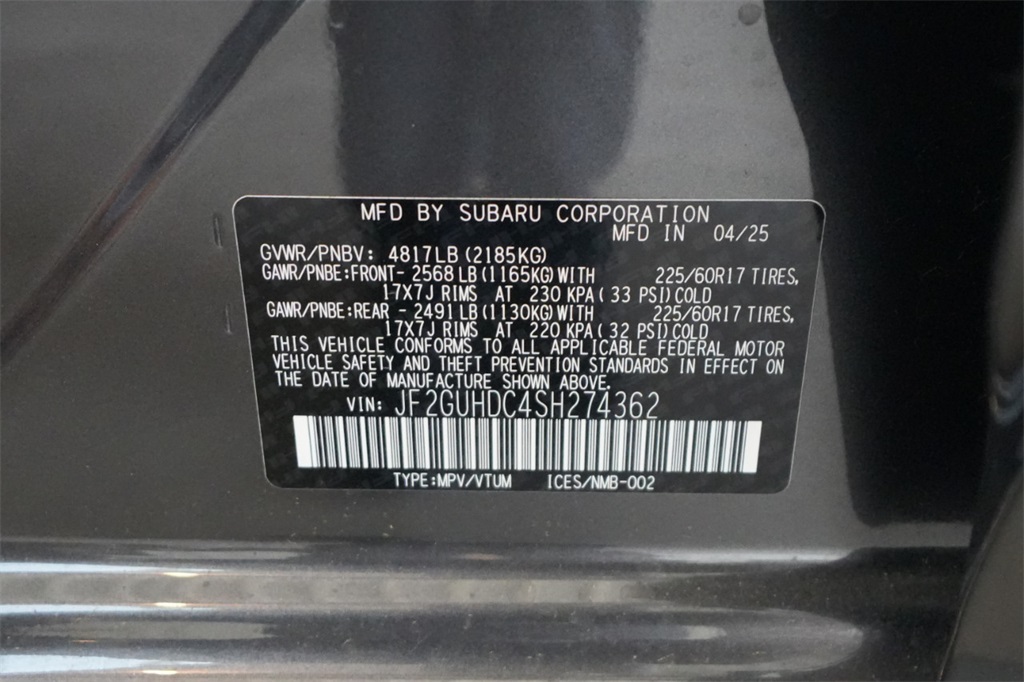 MFD BY SUBARU CORPORATION
MFD IN 04/25
GVWR/PNBV: 4817LB (2185KG)
GAWR/PNBE:FRONT- 2568 LB (1165KG) WITH 225/60R17 TIRES,
17X7J RIMS AT 230 KPA ( 33 PSI) COLD
GAWR/PNBE:REAR - 2491 LB (1130KG) WITH 225/60R17 TIRES,
17X7J RIMS AT 220 KPA ( 32 PSI) COLD
THIS VEHICLE CONFORMS TO ALL APPLICABLE FEDERAL MOTOR
VEHICLE SAFETY AND THEFT PREVENTION STANDARDS IN EFFECT ON
THE DATE OF MANUFACTURE SHOWN ABOVE.
VIN: JF2GUHDC4SH274362
TYPE:MPV/VTUM ICES/NMB-002